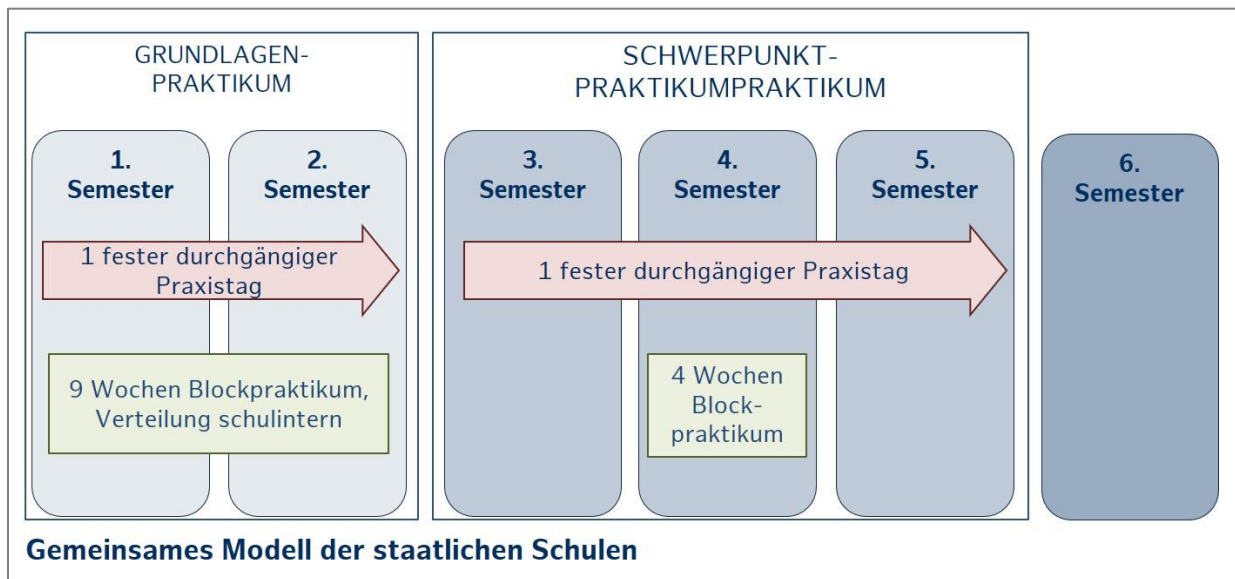 GRUNDLAGEN-
PRAKTIKUM
1.
Semester
2.
Semester
1 fester durchgängiger
Praxistag
9 Wochen Blockpraktikum,
Verteilung schulintern
SCHWERPUNKT-
PRAKTIKUMPRAKTIKUM
3.
Semester
4.
Semester
5.
Semester
1 fester durchgängiger Praxistag
4 Wochen
Block-
praktikum
6.
Semester
Gemeinsames Modell der staatlichen Schulen